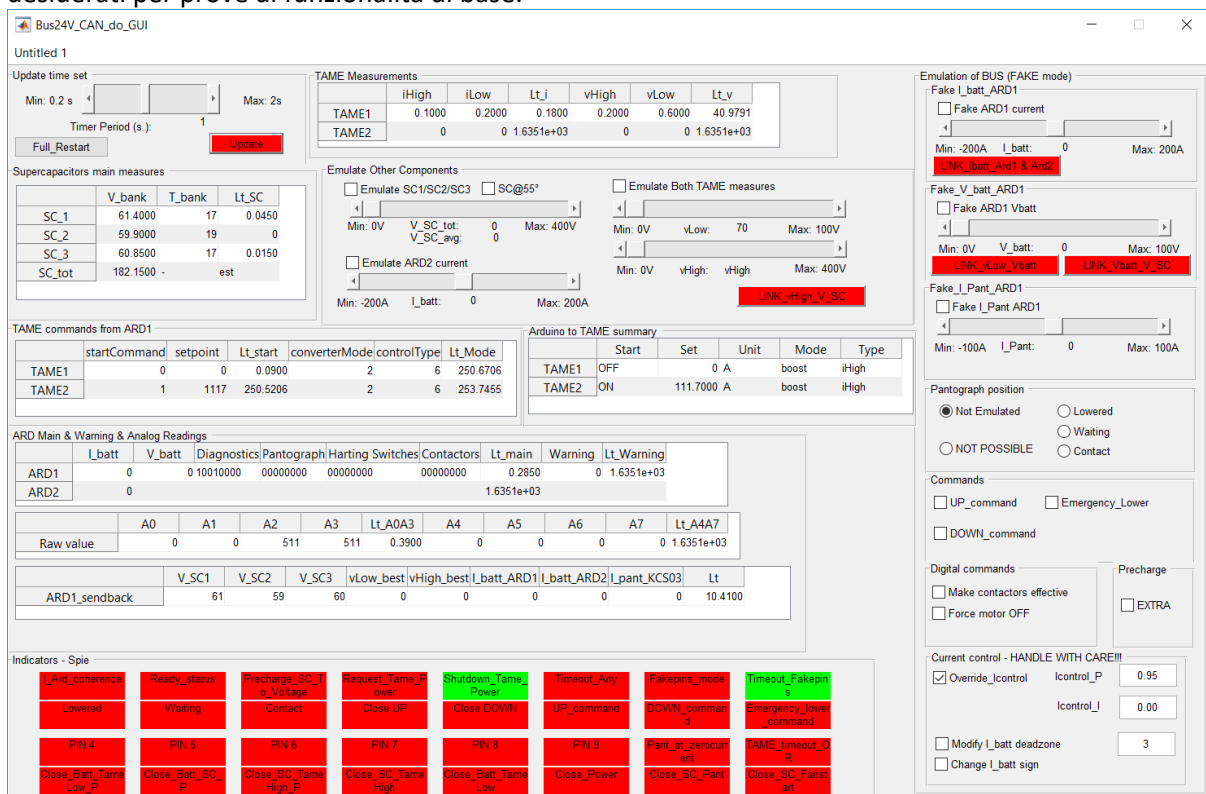 desiderati per prove di funzionalità di base.
Bus24V_CAN_do_GUI
Untitled 1
Update time set
Min: 0.2 s Max: 2s
Timer Period (s.): 1
Full_Restart Update
TAME Measurements
iHigh iLow Lt_i vHigh vLow Lt_v
TAME1 0.1000 0.2000 0.1800 0.2000 0.6000 40.9791
TAME2 0 0 1.6351e+03 0 0 1.6351e+03
Supercapacitors main measures
V_bank T_bank Lt_SC
SC_1 61.4000 17 0.0450
SC_2 59.9000 19 0
SC_3 60.8500 17 0.0150
SC_tot 182.1500 - est
Emulate Other Components
Emulate SC1/SC2/SC3 SC@55°
Min: 0V V_SC_tot: 0 Max: 400V
V_SC_avg: 0
Emulate ARD2 current
Min: -200A I_batt: 0 Max: 200A
Emulate Both TAME measures
Min: 0V vLow: 70 Max: 100V
Min: 0V vHigh: vHigh Max: 400V
LINK_vHigh_V_SC
TAME commands from ARD1
startCommand setpoint Lt_start converterMode controlType Lt_Mode
TAME1 0 0 0.0900 2 6 250.6706
TAME2 1 1117 250.5206 2 6 253.7455
Arduino to TAME summary
Start Set Unit Mode Type
TAME1 OFF 0 A boost iHigh
TAME2 ON 111.7000 A boost iHigh
ARD Main & Warning & Analog Readings
I_batt V_batt Diagnostics Pantograph Harting Switches Contactors Lt_main Warning Lt_Warning
ARD1 0 0 10010000 00000000 00000000 00000000 0.2850 0 1.6351e+03
ARD2 0 1.6351e+03
A0 A1 A2 A3 Lt_A0A3 A4 A5 A6 A7 Lt_A4A7
Raw value 0 0 511 511 0.3900 0 0 0 0 1.6351e+03
V_SC1 V_SC2 V_SC3 vLow_best vHigh_best I_batt_ARD1 I_batt_ARD2 I_pant_KCS03 Lt
ARD1_sendback 61 59 60 0 0 0 0 0 10.4100
Indicators - Spie
I_Ard_coherence Ready_status Precharge_SC_T Request_Tame_P Shutdown_Tame_ Timeout_Any Fakepins_mode Timeout_Fakepin
o_Voltage ower Power s
Lowered Waiting Contact Close UP Close DOWN UP_command DOWN_comman Emergency_lower
d _command
PIN 4 PIN 5 PIN 6 PIN 7 PIN 8 PIN 9 Pant_at_zerocurr TAME_timeout_O
ent R
Close_Batt_Tame Close_Batt_SC_ Close_SC_Tame Close_SC_Tame Close_Batt_Tame Close_Power Close_SC_Pant Close_SC_Fanst
Low_P P High_P High Low art
Emulation of BUS (FAKE mode)
Fake I_batt_ARD1
Fake ARD1 current
Min: -200A I_batt: 0 Max: 200A
LINK_Ibatt_Ard1 & Ard2
Fake_V_batt_ARD1
Fake ARD1 Vbatt
Min: 0V V_batt: 0 Max: 100V
LINK_vLow_Vbatt LINK_Vbatt_V_SC
Fake_I_Pant_ARD1
Fake I_Pant ARD1
Min: -100A I_Pant: 0 Max: 100A
Pantograph position
Not Emulated Lowered
Waiting
NOT POSSIBLE Contact
Commands
UP_command Emergency_Lower
DOWN_command
Digital commands
Make contactors effective
Force motor OFF
Precharge
EXTRA
Current control - HANDLE WITH CARE!!!
Override_Icontrol Icontrol_P 0.95
Icontrol_I 0.00
Modify I_batt deadzone 3
Change I_batt sign